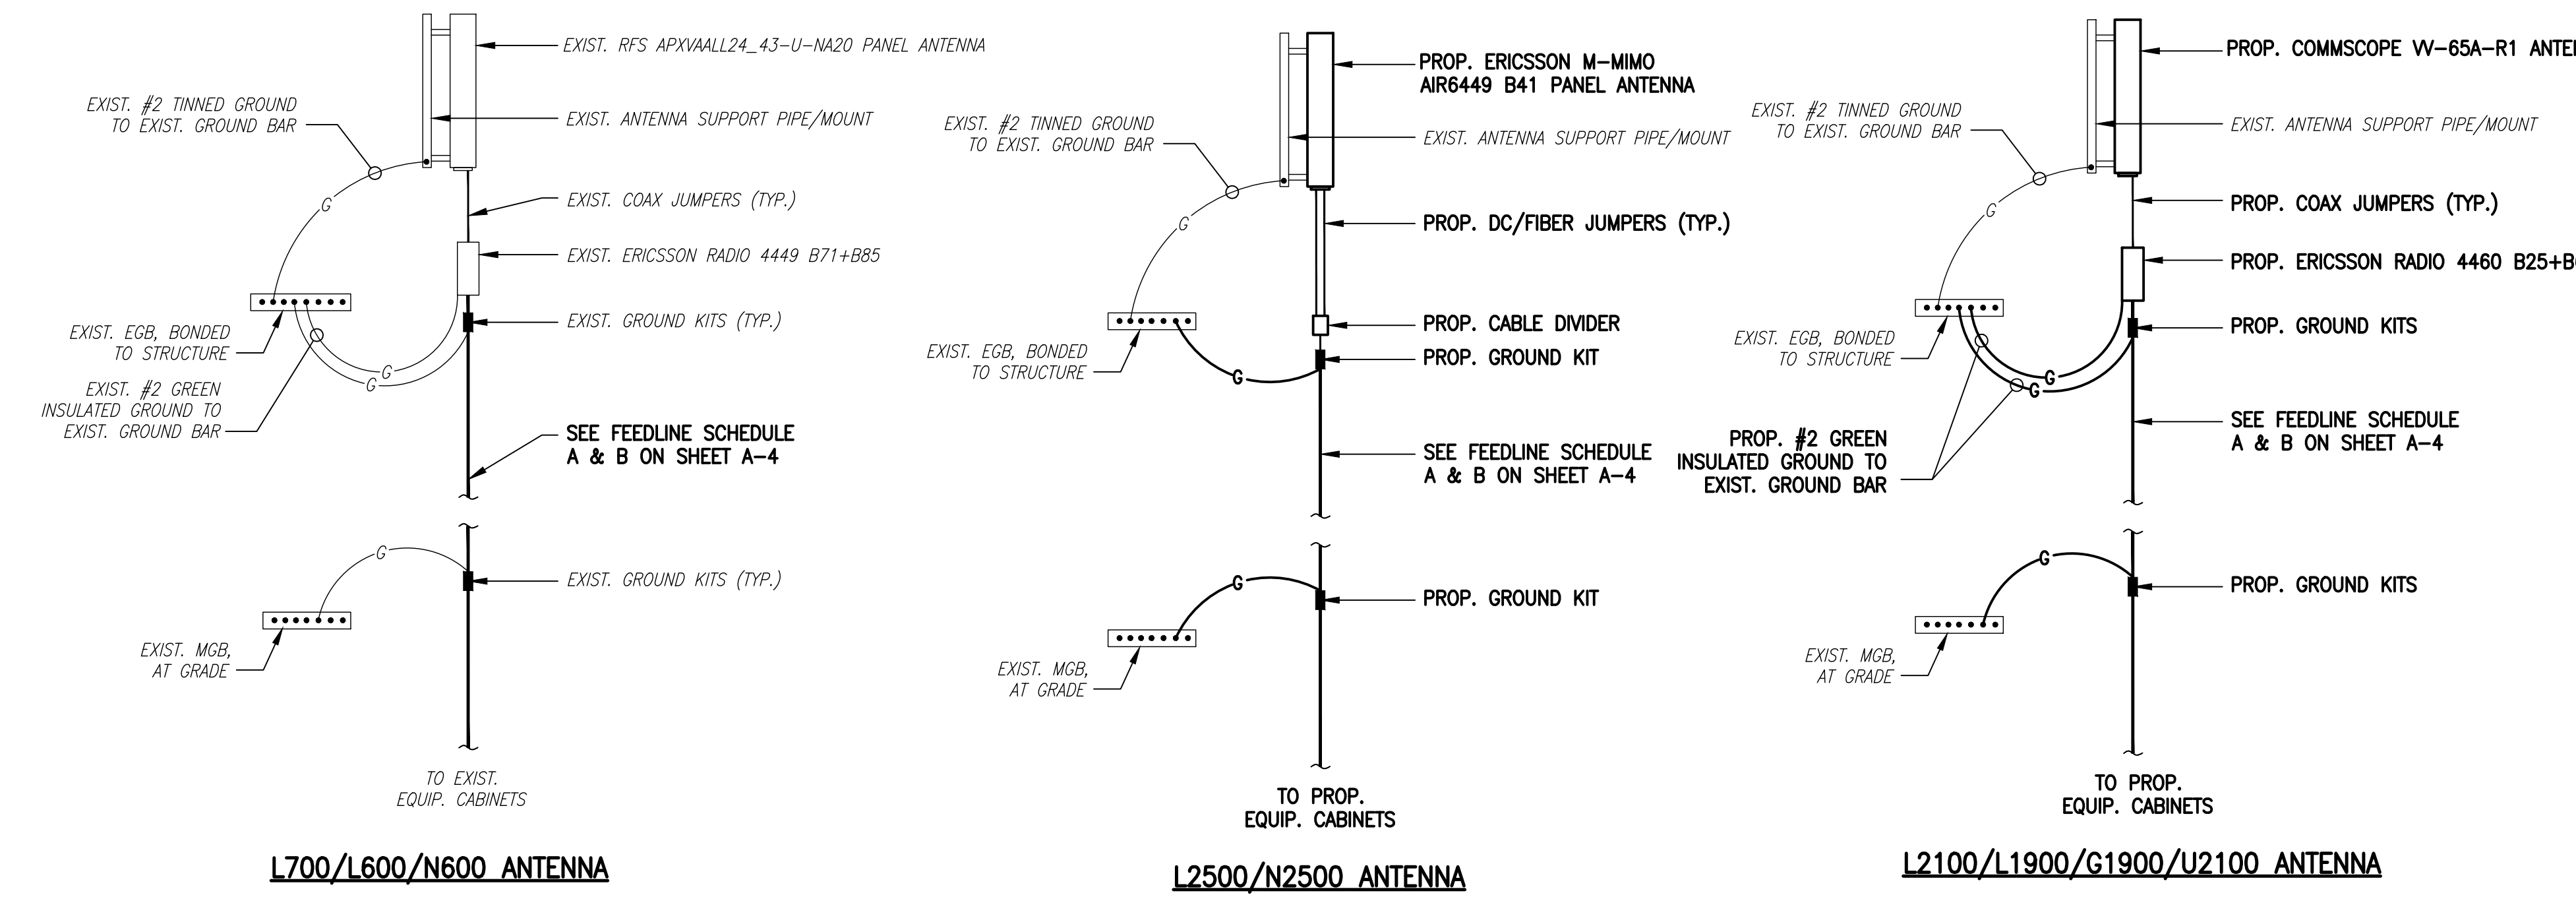 EXIST. RFS APXVAALL24_43-U-NA20 PANEL ANTENNA
EXIST. #2 TINNED GROUND
TO EXIST. GROUND BAR
EXIST. ANTENNA SUPPORT PIPE/MOUNT
G
EXIST. COAX JUMPERS (TYP.)
EXIST. ERICSSON RADIO 4449 B71+B85
EXIST. EGB, BONDED
TO STRUCTURE
EXIST. GROUND KITS (TYP.)
G
G
EXIST. #2 GREEN
INSULATED GROUND TO
EXIST. GROUND BAR
SEE FEEDLINE SCHEDULE
A & B ON SHEET A-4
G
EXIST. GROUND KITS (TYP.)
EXIST. MGB,
AT GRADE
TO EXIST.
EQUIP. CABINETS
L700/L600/N600 ANTENNA
PROP. ERICSSON M-MIMO
AIR6449 B41 PANEL ANTENNA
EXIST. #2 TINNED GROUND
TO EXIST. GROUND BAR
EXIST. ANTENNA SUPPORT PIPE/MOUNT
G
PROP. DC/FIBER JUMPERS (TYP.)
PROP. CABLE DIVIDER
EXIST. EGB, BONDED
TO STRUCTURE
PROP. GROUND KIT
G
SEE FEEDLINE SCHEDULE
A & B ON SHEET A-4
G
PROP. GROUND KIT
EXIST. MGB,
AT GRADE
TO PROP.
EQUIP. CABINETS
L2500/N2500 ANTENNA
PROP. COMMSCOPE VV-65A-R1
EXIST. #2 TINNED GROUND
TO EXIST. GROUND BAR
EXIST. ANTENNA SUPPORT PIPE/MOUNT
G
PROP. COAX JUMPERS (TYP.)
PROP. ERICSSON RADIO 4460
EXIST. EGB, BONDED
TO STRUCTURE
PROP. GROUND KITS
G
G
PROP. #2 GREEN
INSULATED GROUND TO
EXIST. GROUND BAR
SEE FEEDLINE SCHEDULE
A & B ON SHEET A-4
G
PROP. GROUND KITS
EXIST. MGB,
AT GRADE
TO PROP.
EQUIP. CABINETS
L2100/L1900/G1900/U2100 ANTENNA